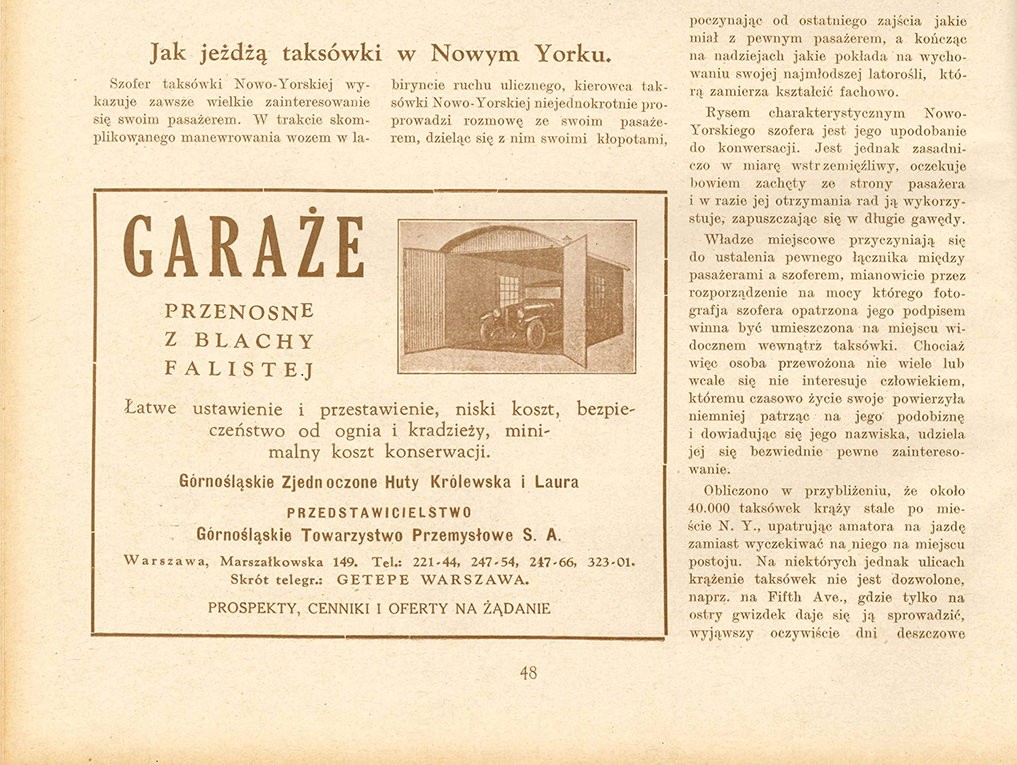 Jak jeżdżą taksówki w Nowym Yorku.
Szofer taksówki Nowo-Yorskiej wy-
kazuje zawsze wielkie zainteresowanie
się swoim pasażerem. W trakcie skom-
plikowanego manewrowania wozem w la-
biryncie ruchu ulicznego, kierowca tak-
sówki Nowo-Yorskiej niejednokrotnie pro-
prowadzi rozmowę ze swoim pasaże-
rem, dzieląc się z nim swoimi kłopotami,
poczynając od ostatniego zajścia jakie
miał z pewnym pasażerem, a kończąc
na nadziejach jakie pokłada na wycho-
waniu swojej najmłodszej latorośli, któ-
rą zamierza kształcić fachowo.
Rysem charakterystycznym Nowo-
Yorskiego szofera jest jego upodobanie
do konwersacji. Jest jednak zasadni-
czo w miarę wstrzemięźliwy, oczekuje
bowiem zachęty ze strony pasażera
i w razie jej otrzymania rad ją wykorzy-
stuje, zapuszczając się w długie gawędy.
Władze miejscowe przyczyniają się
do ustalenia pewnego łącznika między
pasażerami a szoferem, mianowicie przez
rozporządzenie na mocy którego foto-
grafja szofera opatrzona jego podpisem
winna być umieszczona na miejscu wi-
docznem wewnątrz taksówki. Chociaż
więc osoba przewożona nie wiele lub
wcale się nie interesuje człowiekiem,
któremu czasowo życie swoje powierzyła
niemniej patrząc na jego podobiznę
i dowiadując się jego nazwiska, udziela
jej się bezwiednie pewne zaintereso-
wanie.
Obliczono w przybliżeniu, że około
40.000 taksówek krąży stale po mie-
ście N. Y., upatrując amatora na jazdę
zamiast wyczekiwać na niego na miejscu
postoju. Na niektórych jednak ulicach
krążenie taksówek nie jest dozwolone,
naprz. na Fifth Ave., gdzie tylko na
ostry gwizdek daje się ją sprowadzić,
wyjąwszy oczywiście dni deszczowe
GARAŻE
PRZENOSNE
Z BLACHY
FALISTEJ
Łatwe ustawienie i przestawienie, niski koszt, bezpie-
czeństwo od ognia i kradzieży, mini-
malny koszt konserwacji.
Górnośląskie Zjednoczone Huty Królewska i Laura
PRZEDSTAWICIELSTWO
Górnośląskie Towarzystwo Przemysłowe S. A.
Warszawa, Marszałkowska 149. Tel.: 221-44, 247-54, 247-66, 323-01.
Skrót telegr.: GETEPE WARSZAWA.
PROSPEKTY, CENNIKI I OFERTY NA ŻĄDANIE
48